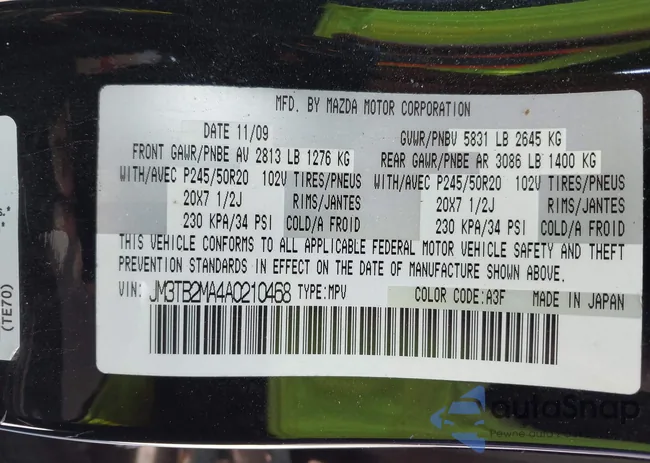 MFD. BY MAZDA MOTOR CORPORATION
DATE 11/09 GVWR/PNBV 5831 LB 2645 KG
FRONT GAWR/PNBE AV 2813 LB 1276 KG REAR GAWR/PNBE AR 3086 LB 1400 KG
WITH/AVEC P245/50R20 102V TIRES/PNEUS WITH/AVEC P245/50R20 102V TIRES/PNEUS
20X7 1/2J RIMS/JANTES 20X7 1/2J RIMS/JANTES
230 KPA/34 PSI COLD/A FROID 230 KPA/34 PSI COLD/A FROID
THIS VEHICLE CONFORMS TO ALL APPLICABLE FEDERAL MOTOR VEHICLE SAFETY AND THEFT
PREVENTION STANDARDS IN EFFECT ON THE DATE OF MANUFACTURE SHOWN ABOVE.
VIN: JM3TB2MA4A0210468 TYPE:MPV COLOR CODE:A3F MADE IN JAPAN
(TE70)
autoSnap
Pewne auto